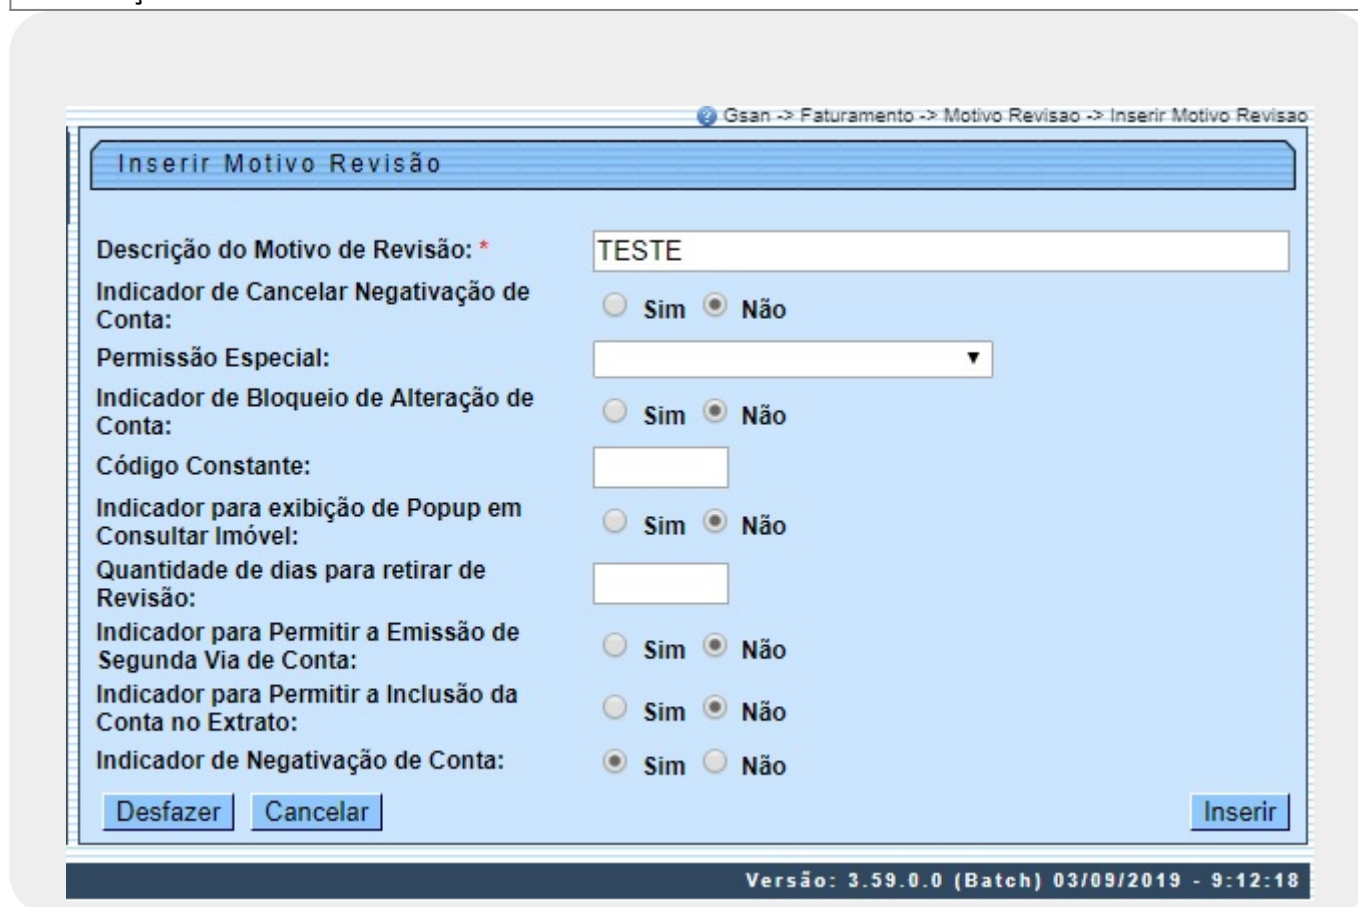 Gsan -> Faturamento -> Motivo Revisao -> Inserir Motivo Revisao
Inserir Motivo Revisão
Descrição do Motivo de Revisão: * TESTE
Indicador de Cancelar Negativação de
Conta: Sim Não
Permissão Especial:
Indicador de Bloqueio de Alteração de
Conta: Sim Não
Código Constante:
Indicador para exibição de Popup em
Consultar Imóvel: Sim Não
Quantidade de dias para retirar de
Revisão:
Indicador para Permitir a Emissão de
Segunda Via de Conta: Sim Não
Indicador para Permitir a Inclusão da
Conta no Extrato: Sim Não
Indicador de Negativação de Conta: Sim Não
Desfazer Cancelar Inserir
Versão: 3.59.0.0 (Batch) 03/09/2019 - 9:12:18